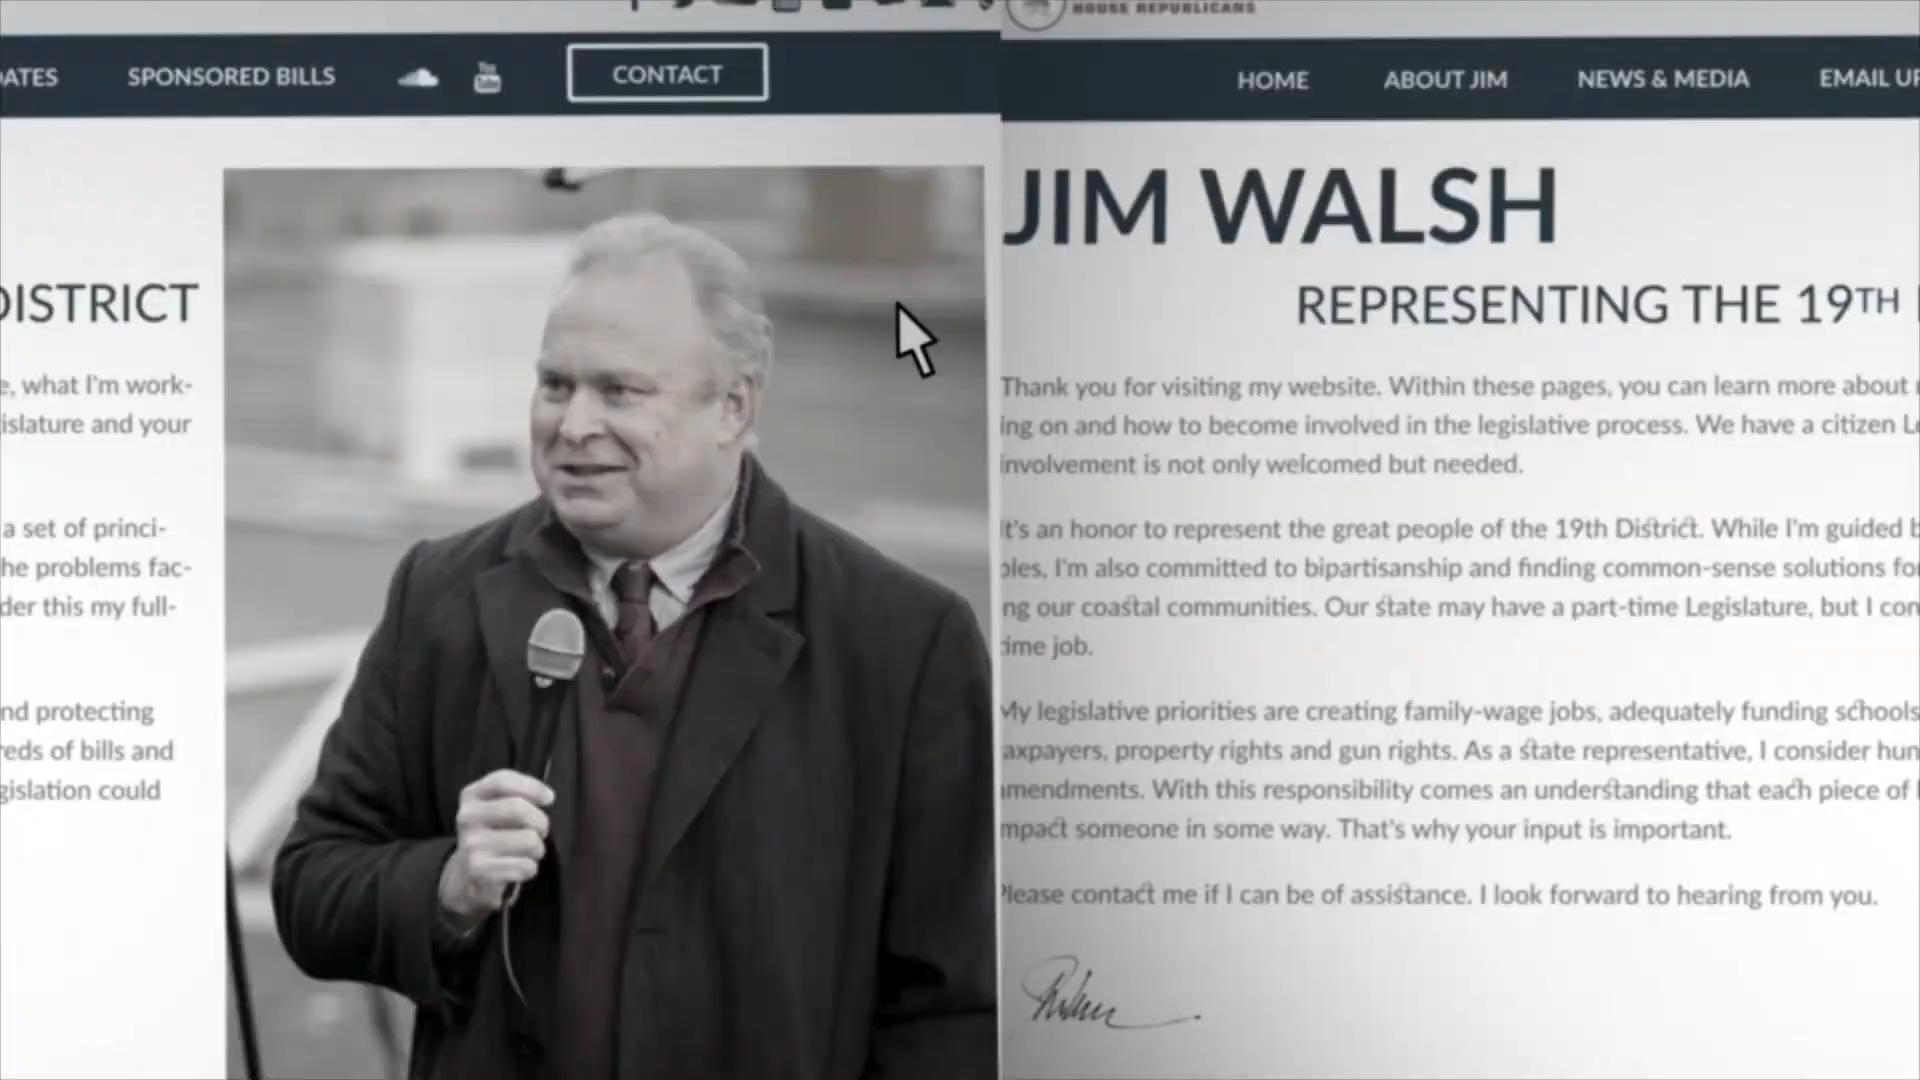 DATES SPONSORED BILLS You Tube CONTACT
DISTRICT
e, what I'm work-
islature and your
a set of princi-
he problems fac-
der this my full-
nd protecting
reds of bills and
gislation could
HOUSE REPUBLICANS
HOME ABOUT JIM NEWS & MEDIA EMAIL UP
JIM WALSH
REPRESENTING THE 19TH
Thank you for visiting my website. Within these pages, you can learn more about
ing on and how to become involved in the legislative process. We have a citizen Le
involvement is not only welcomed but needed.
It's an honor to represent the great people of the 19th District. While I'm guided b
ples, I'm also committed to bipartisanship and finding common-sense solutions fo
ng our coastal communities. Our state may have a part-time Legislature, but I con
time job.
My legislative priorities are creating family-wage jobs, adequately funding schools
axpayers, property rights and gun rights. As a state representative, I consider hun
amendments. With this responsibility comes an understanding that each piece of l
mpact someone in some way. That's why your input is important.
Please contact me if I can be of assistance. I look forward to hearing from you.